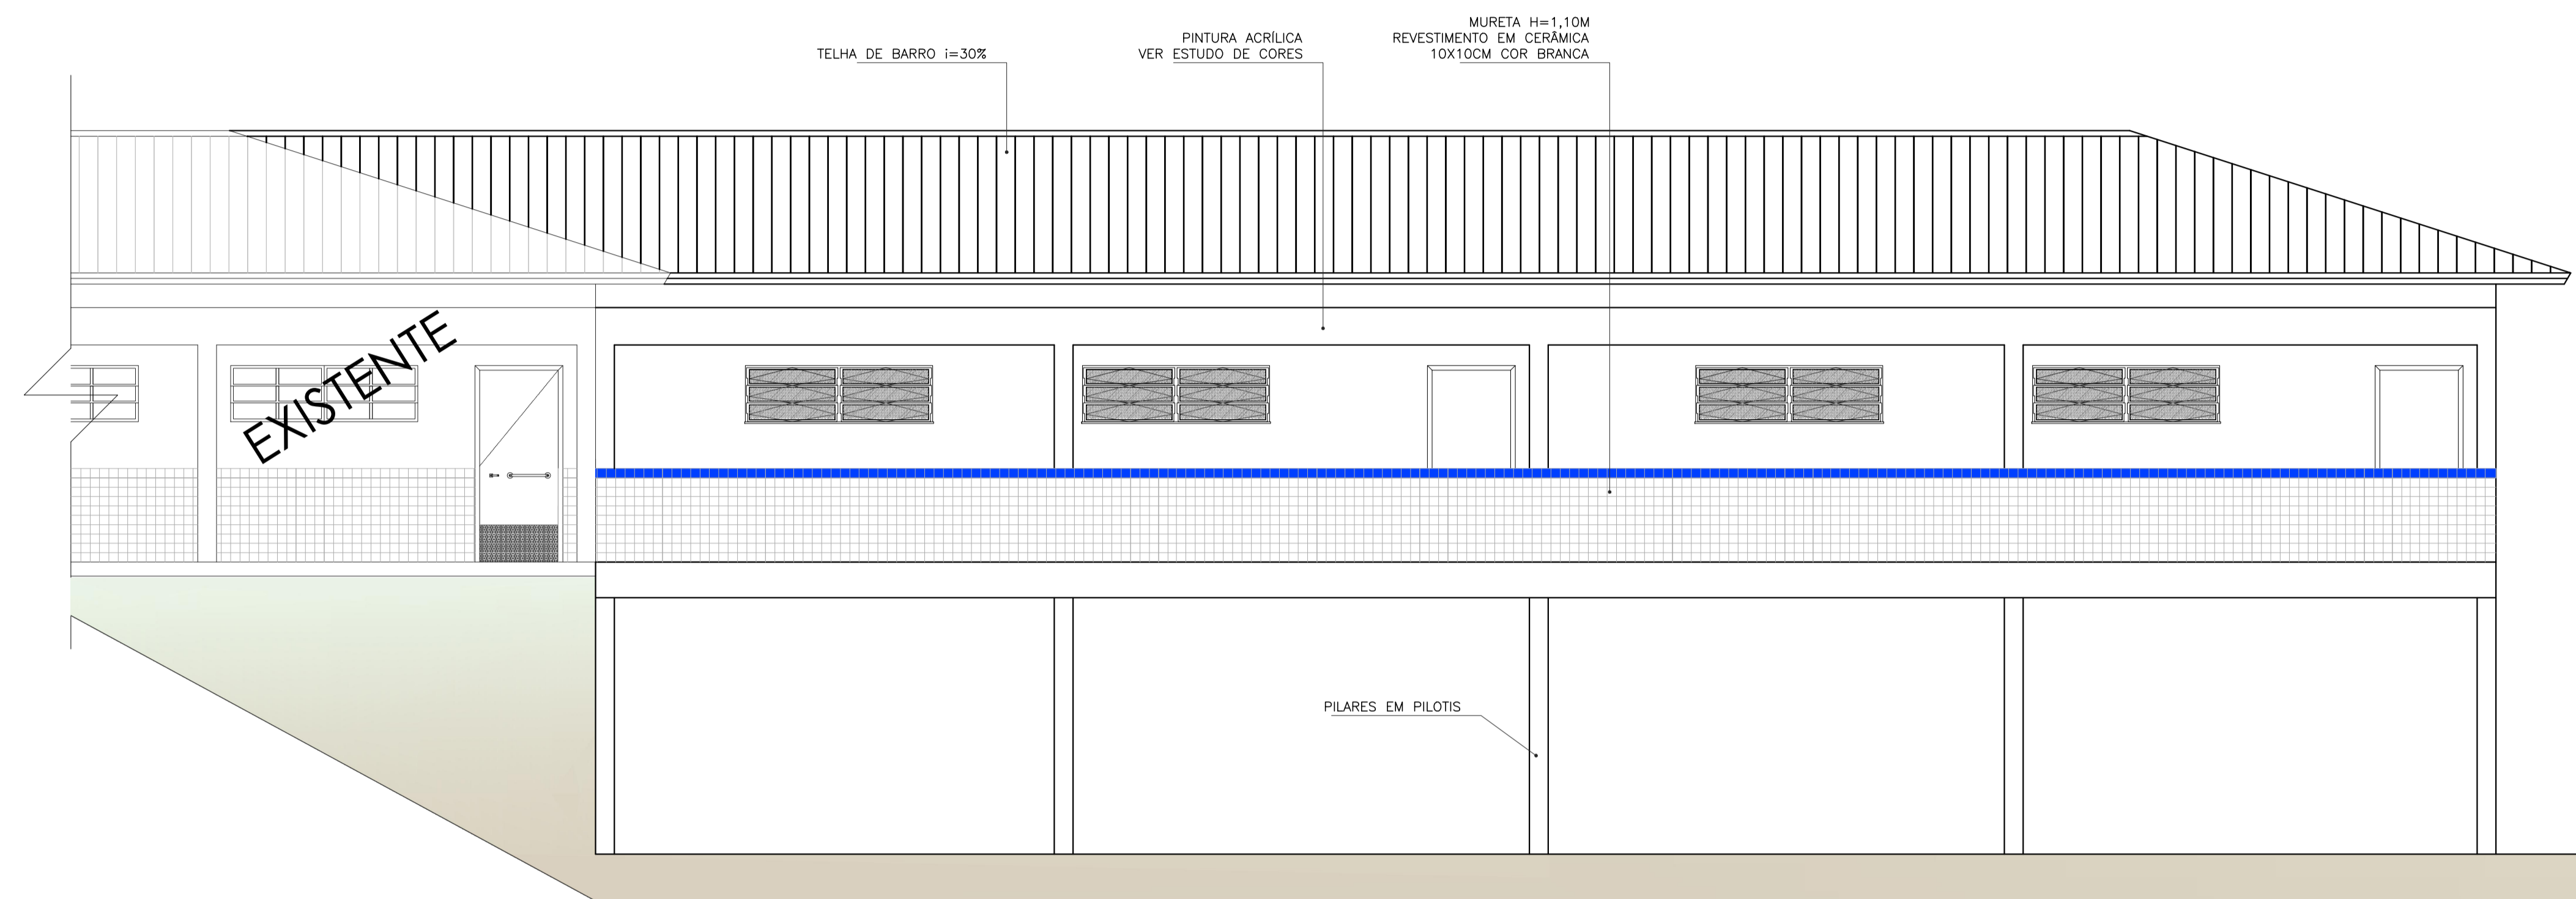 MURETA H=1,10M
PINTURA ACRÍLICA
REVESTIMENTO EM CERÂMICA
TELHA DE BARRO i=30%
VER ESTUDO DE CORES
10X10CM COR BRANCA
EXISTENTE
PILARES EM PILOTIS